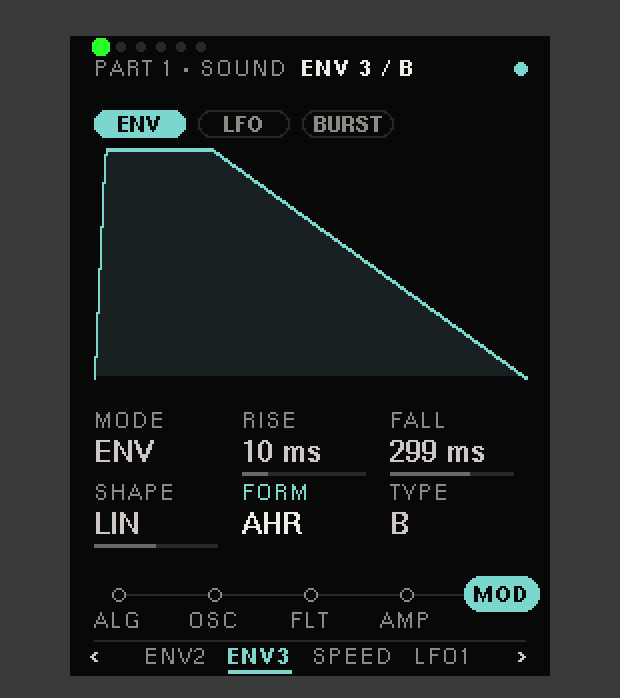 PART 1 · SOUND ENV 3 / B
ENV LFO BURST
MODE RISE FALL
ENV 10 ms 299 ms
SHAPE FORM TYPE
LIN AHR B
MOD
ALG OSC FLT AMP
< ENV2 ENV3 SPEED LFO1 >